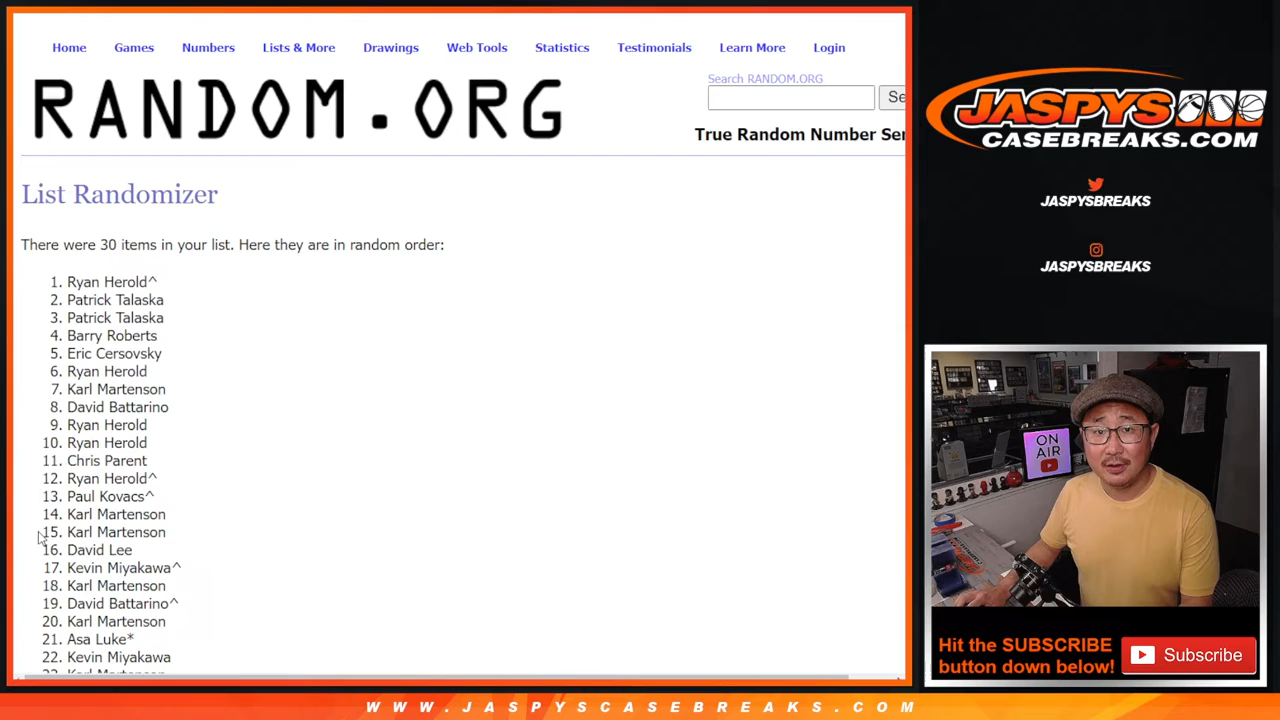 Home Games Numbers Lists & More Drawings Web Tools Statistics Testimonials Learn More Login
RANDOM.ORG
Search RANDOM.ORG
Se
True Random Number Ser
List Randomizer
There were 30 items in your list. Here they are in random order:
1. Ryan Herold^
2. Patrick Talaska
3. Patrick Talaska
4. Barry Roberts
5. Eric Cersovsky
6. Ryan Herold
7. Karl Martenson
8. David Battarino
9. Ryan Herold
10. Ryan Herold
11. Chris Parent
12. Ryan Herold^
13. Paul Kovacs^
14. Karl Martenson
15. Karl Martenson
16. David Lee
17. Kevin Miyakawa^
18. Karl Martenson
19. David Battarino^
20. Karl Martenson
21. Asa Luke*
22. Kevin Miyakawa
JASPYS
CASEBREAKS.COM
JASPYSBREAKS
JASPYSBREAKS
ON
AIR
Hit the SUBSCRIBE
button down below!
Subscribe
WWW.JASPYSCASEBREAKS.COM